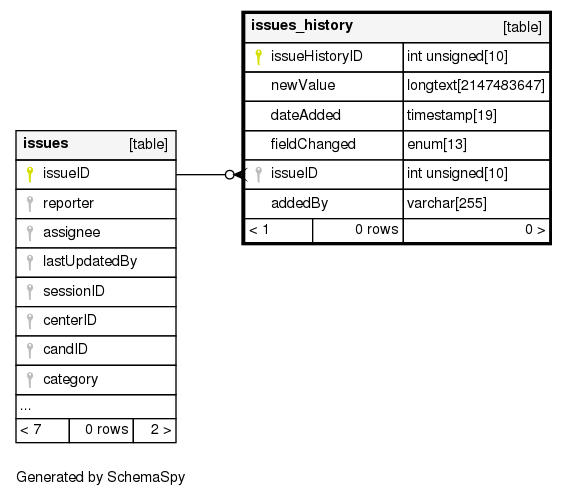 issues_history [table]
issueHistoryID int unsigned[10]
newValue longtext[2147483647]
dateAdded timestamp[19]
fieldChanged enum[13]
issueID int unsigned[10]
addedBy varchar[255]
< 1 0 rows 0 >
issues [table]
issueID
reporter
assignee
lastUpdatedBy
sessionID
centerID
candID
category
...
< 7 0 rows 2 >
Generated by SchemaSpy